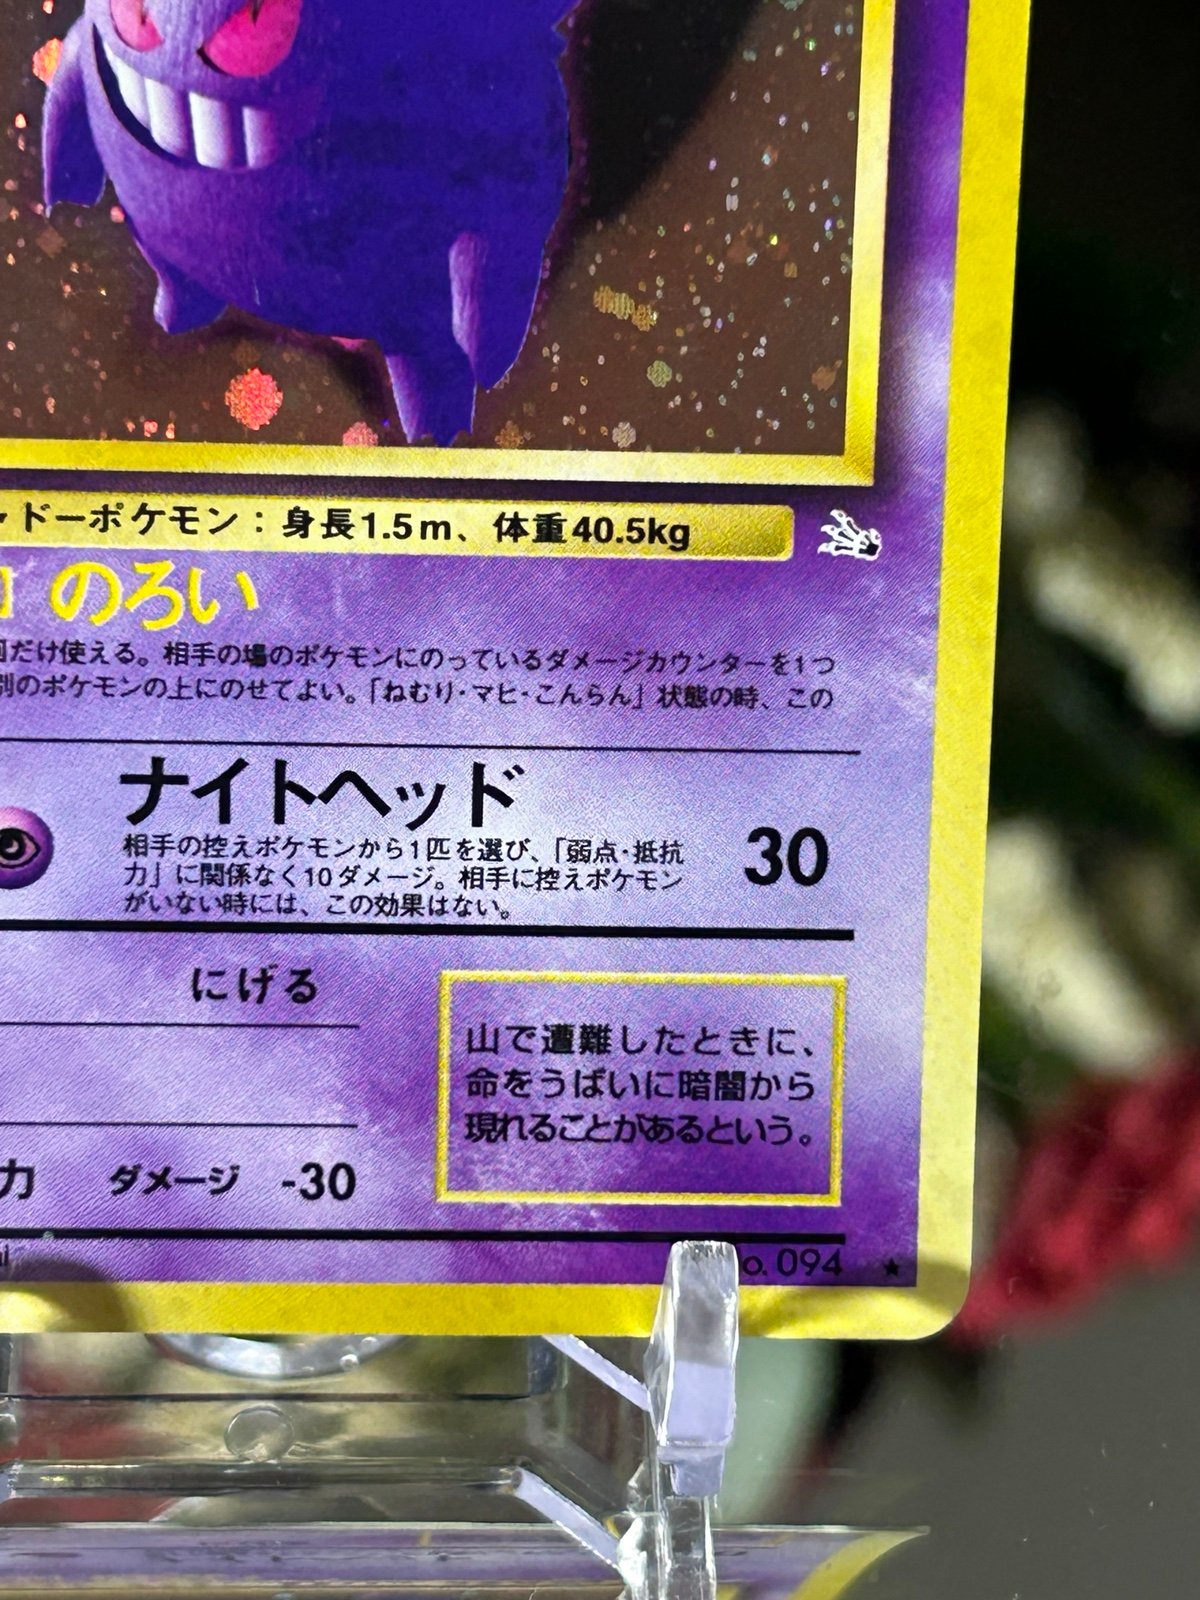 ドーポケモン：身長1.5m、体重40.5kg
のろい
だけ使える。相手の場のポケモンにのっているダメージカウンターを1つ
別のポケモンの上にのせてよい。「ねむり・マヒ・こんらん」状態の時、この
ナイトヘッド
30
相手の控えポケモンから1匹を選び、「弱点・抵抗
力」に関係なく10ダメージ。相手に控えポケモン
がいない時には、この効果はない。
にげる
山で遭難したときに、
命をうばいに暗闇から
現れることがあるという。
力 ダメージ -30
o. 094 ★